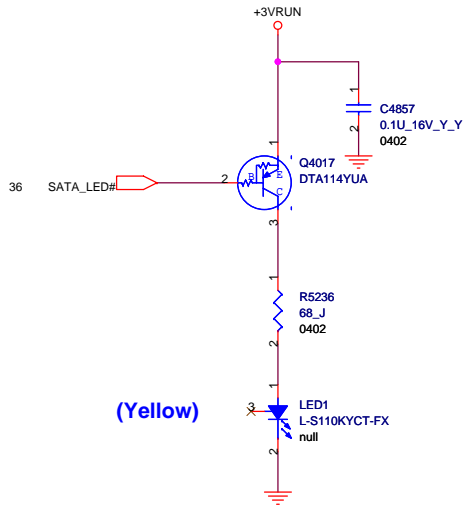 +3VRUN
1
C4857
0.1U_16V_Y_Y
2
0402
1
Q4017
DTA114YUA
36 SATA_LED# 2 B E C
3
1
R5236
68_J
0402
2
1
(Yellow) 3 LED1
L-S110KYCT-FX
null
2